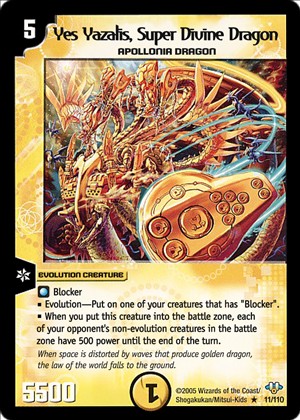 5 Yes Yazalis, Super Divine Dragon
APOLLONIA DRAGON
EVOLUTION CREATURE
Blocker
■ Evolution—Put on one of your creatures that has "Blocker".
■ When you put this creature into the battle zone, each
of your opponent's non-evolution creatures in the battle
zone have 500 power until the end of the turn.
When space is distorted by waves that produce golden dragon,
the law of the world falls to the ground.
5500
1
©2005 Wizards of the Coast/
Shogakukan/Mitsui-Kids ★ 11/110